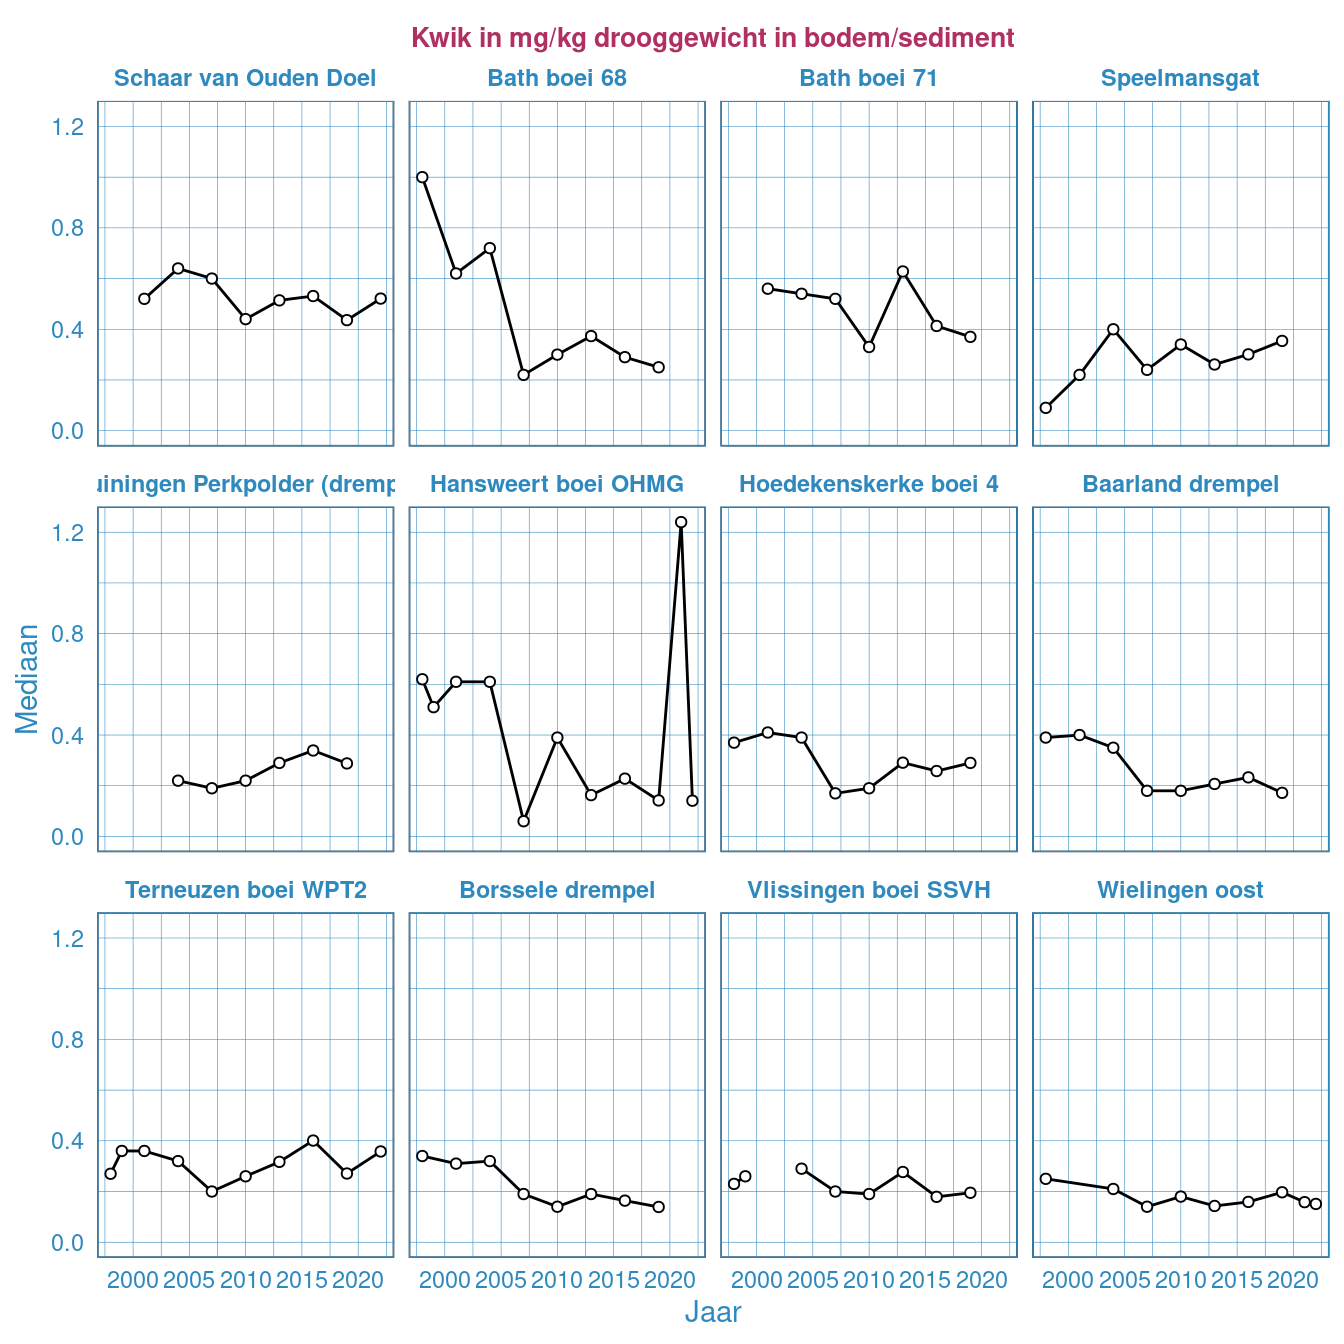 Kwik in mg/kg drooggewicht in bodem/sediment
Schaar van Ouden Doel Bath boei 68 Bath boei 71 Speelmansgat
1.2
0.8
0.4
0.0
uiningen Perkpolder (dremp Hansweert boei OHMG Hoedekenskerke boei 4 Baarland drempel
1.2
0.8
0.4
0.0
Mediaan
Terneuzen boei WPT2 Borssele drempel Vlissingen boei SSVH Wielingen oost
1.2
0.8
0.4
0.0
2000 2005 2010 2015 2020 2000 2005 2010 2015 2020 2000 2005 2010 2015 2020 2000 2005 2010 2015 2020
Jaar